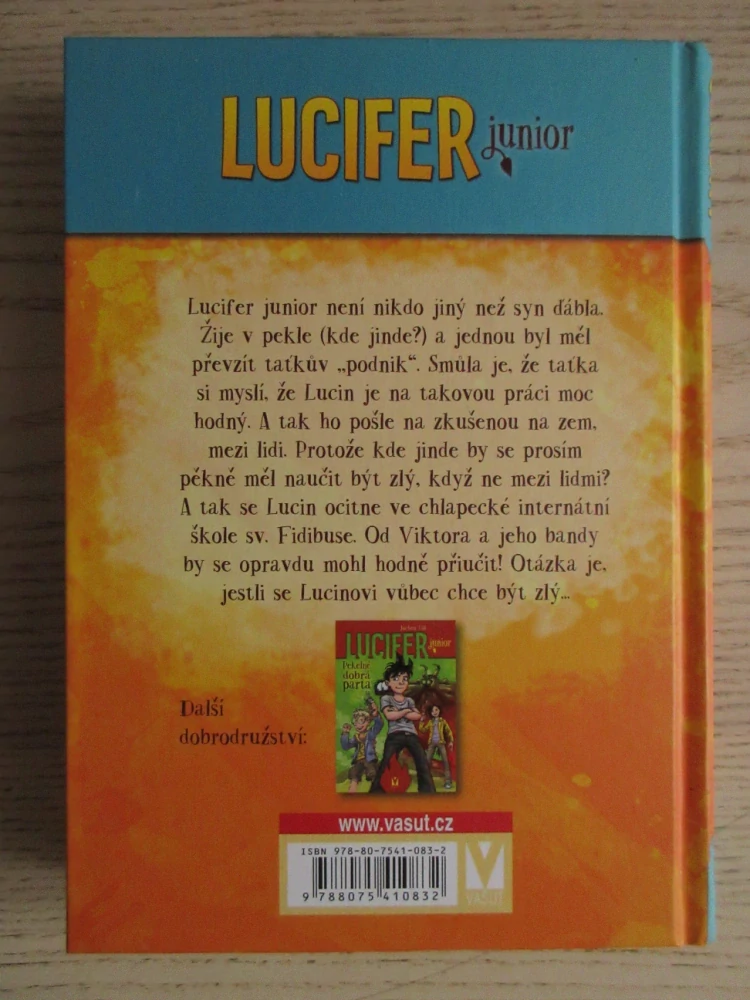 LUCIFER junior
Lucifer junior není nikdo jiný než syn ďábla.
Žije v pekle (kde jinde?) a jednou byl měl
převzít taťkův „podnik“. Smůla je, že taťka
si myslí, že Lucin je na takovou práci moc
hodný. A tak ho pošle na zkušenou na zem,
mezi lidi. Protože kde jinde by se prosím
pěkně měl naučit být zlý, když ne mezi lidmi?
A tak se Lucin ocitne ve chlapecké internátní
škole sv. Fidibuse. Od Viktora a jeho bandy
by se opravdu mohl hodně přiučit! Otázka je,
jestli se Lucinovi vůbec chce být zlý...
LUCIFER junior
Pekelně
dobrá
parta
Další
dobrodružství:
www.vasut.cz
ISBN 978-80-7541-083-2
9 788075 410832
VAŠUT